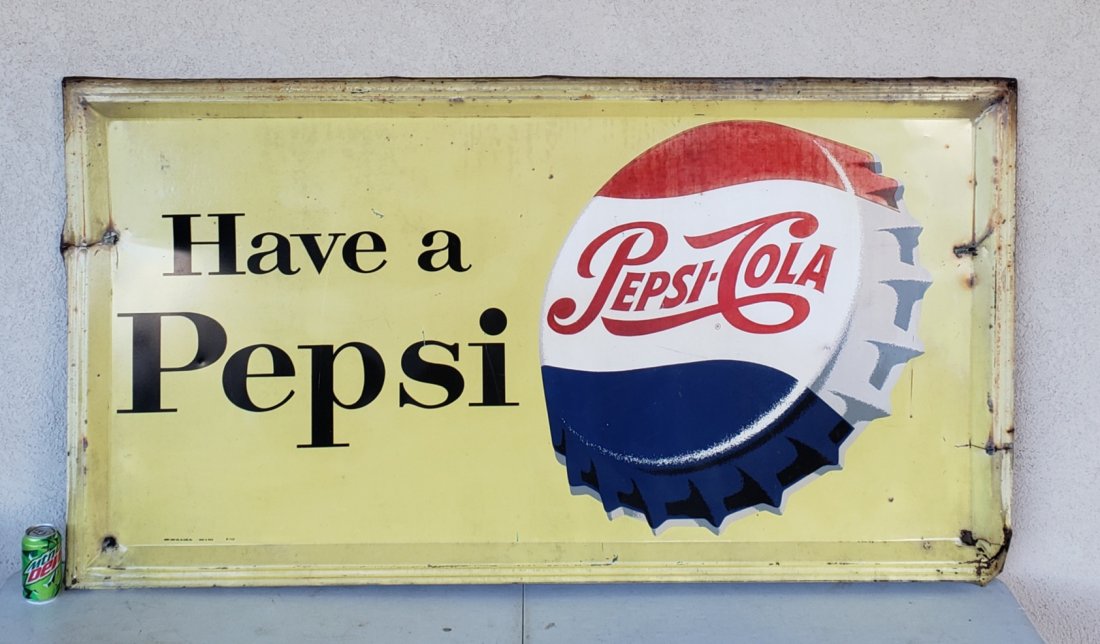 Have a
Pepsi
PEPSI-COLA
®
Mtn
Dew